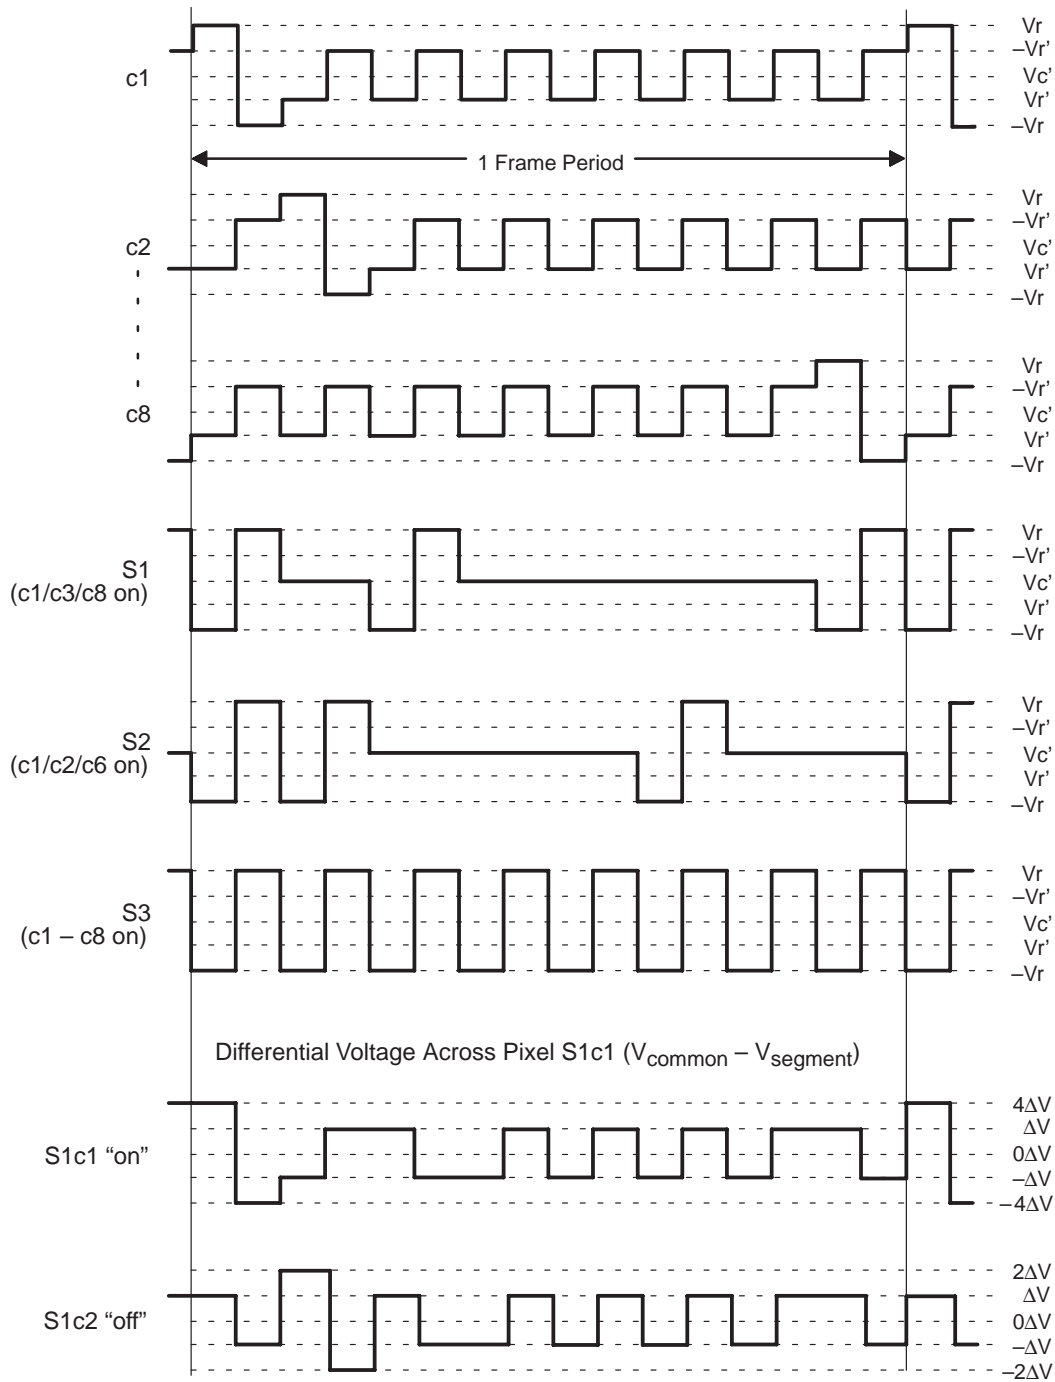 c1
Vr
–Vr'
Vc'
Vr'
–Vr
1 Frame Period
c2
Vr
–Vr'
Vc'
Vr'
–Vr
c8
Vr
–Vr'
Vc'
Vr'
–Vr
S1
(c1/c3/c8 on)
Vr
–Vr'
Vc'
Vr'
–Vr
S2
(c1/c2/c6 on)
Vr
–Vr'
Vc'
Vr'
–Vr
S3
(c1 – c8 on)
Vr
–Vr'
Vc'
Vr'
–Vr
Differential Voltage Across Pixel S1c1 (Vcommon – Vsegment)
S1c1 “on”
4ΔV
ΔV
0ΔV
–ΔV
–4ΔV
S1c2 “off”
2ΔV
ΔV
0ΔV
–ΔV
–2ΔV